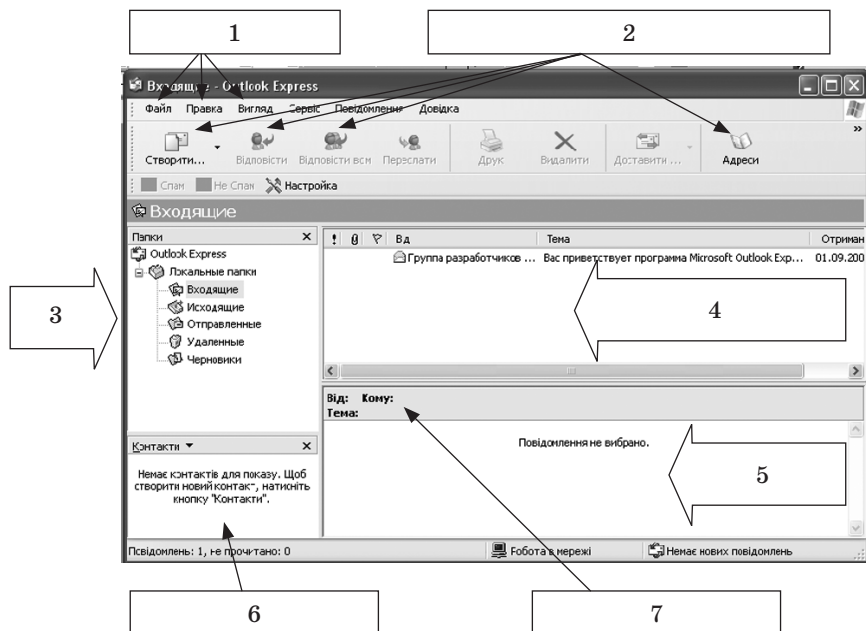 1
2
Входящие - Outlook Express
Файл Правка Вигляд Сервіс Повідомлення Довідка
Створити... Відповісти Відповісти всм Переслати Друк Видалити Доставити ... Адреси
Спам Не Спам Настройка
Входящие
Папки
! Вд Тема Отриман
Outlook Express
Группа разработчиков ... Вас приветствует программа Microsoft Outlook Exp... 01.09.200
Локальные папки
Входящие
Исходящие
Отправленные
Удаленные
Черновики
3
4
Від: Кому:
Тема:
Повідомлення не вибрано.
5
Контакти
Немає контактів для показу. Щоб
створити новий контакт, натисніть
кнопку "Контакти".
Повідомлень: 1, не прочитано: 0 Робота в мережі Немає нових повідомлень
6
7